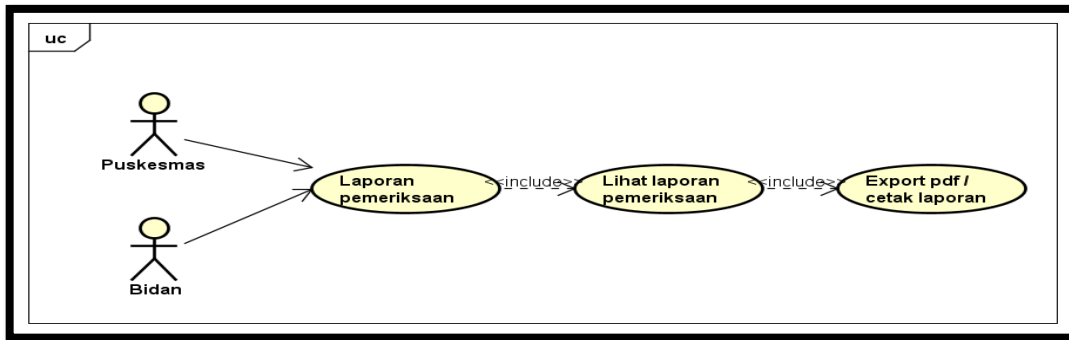 uc
Puskesmas
Bidan
Laporan
pemeriksaan
<<include>>
Lihat laporan
pemeriksaan
<<include>>
Export pdf /
cetak laporan